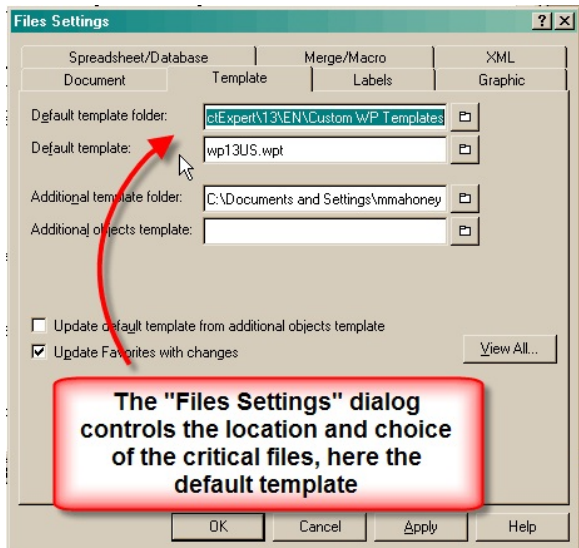 Files Settings
Spreadsheet/Database Merge/Macro XML
Document Template Labels Graphic
Default template folder: ctExpert\13\EN\Custom WP Templates
Default template: wp13US.wpt
Additional template folder: C:\Documents and Settings\mmahoney
Additional objects template:
Update default template from additional objects template
Update Favorites with changes
View All...
The "Files Settings" dialog
controls the location and choice
of the critical files, here the
default template
OK Cancel Apply Help